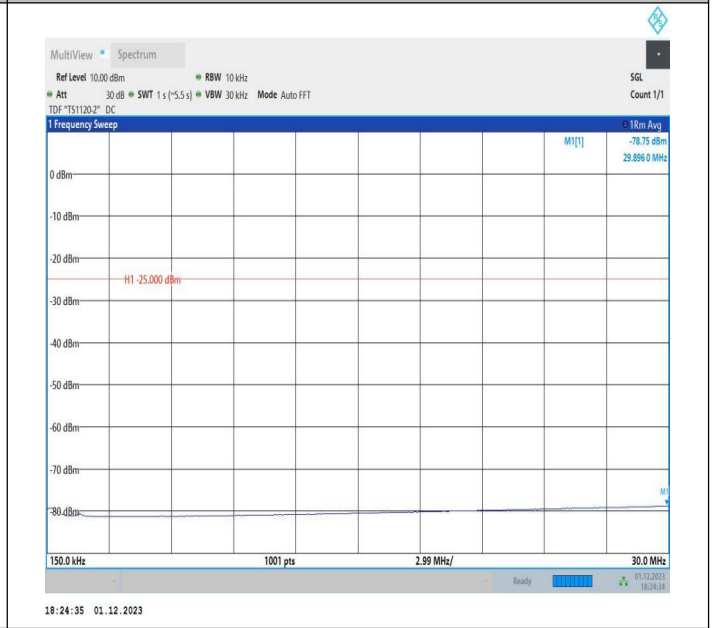 MultiView Spectrum
Ref Level 10.00 dBm RBW 10 kHz SGL
Att 30 dB SWT 1 s (~5.5 s) VBW 30 kHz Mode Auto FFT Count 1/1
TDF "TS1120-2" DC
1 Frequency Sweep 1Rm Avg
M1[1] -78.75 dBm
29.896 0 MHz
0 dBm
-10 dBm
-20 dBm
H1 -25.000 dBm
-30 dBm
-40 dBm
-50 dBm
-60 dBm
-70 dBm
M1
-80 dBm
150.0 kHz 1001 pts 2.99 MHz/ 30.0 MHz
Ready 01.12.2023
18:24:34
18:24:35 01.12.2023